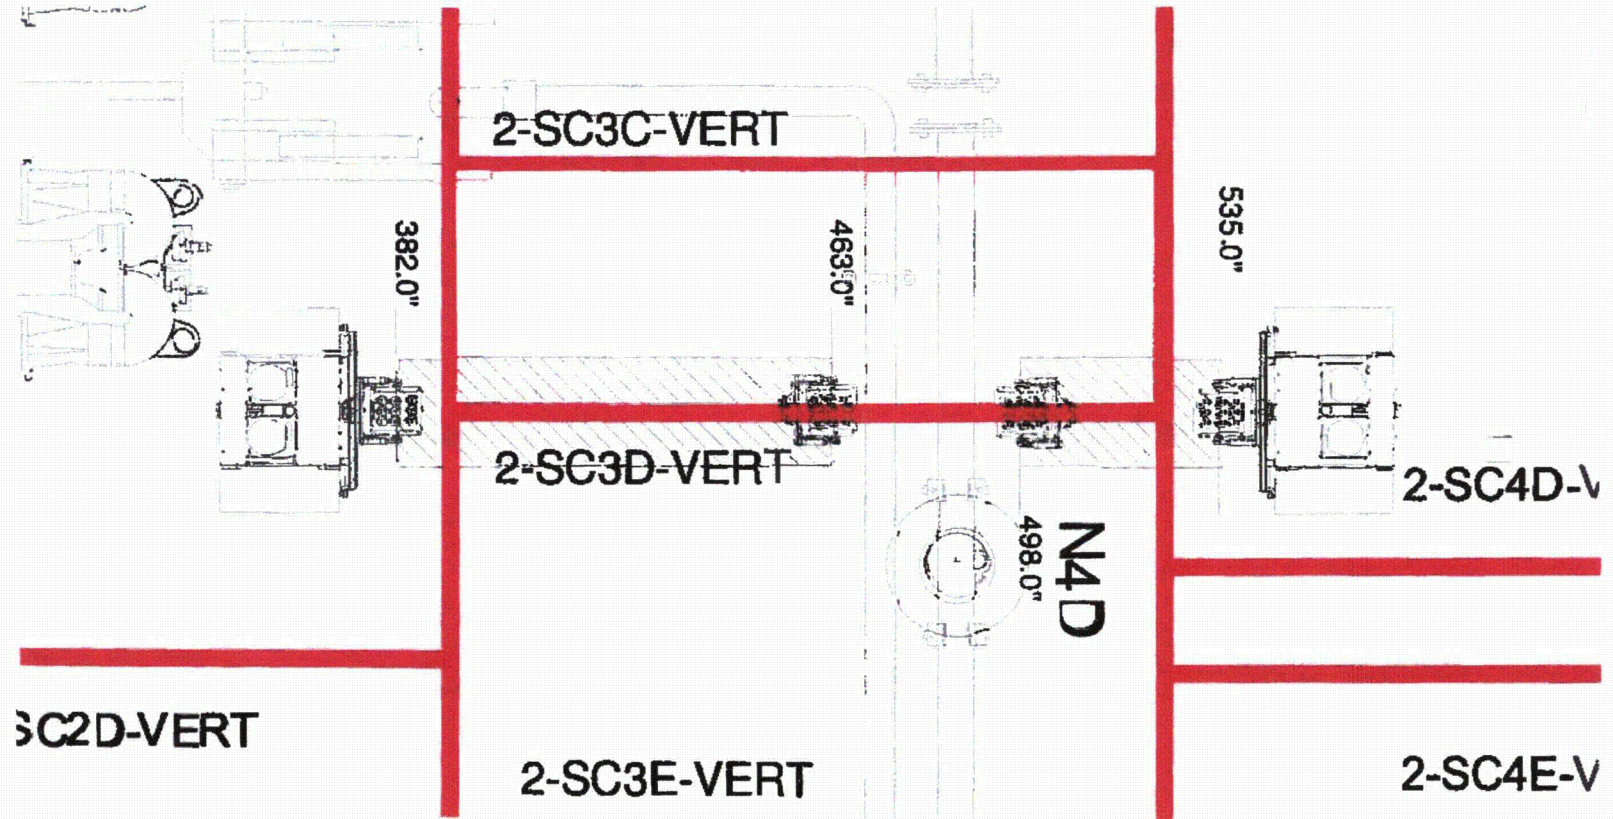 2-SC3C-VERT
382.0"
463.0"
535.0"
2-SC3D-VERT
2-SC4D-V
N4D
498.0"
SC2D-VERT
2-SC3E-VERT
2-SC4E-V